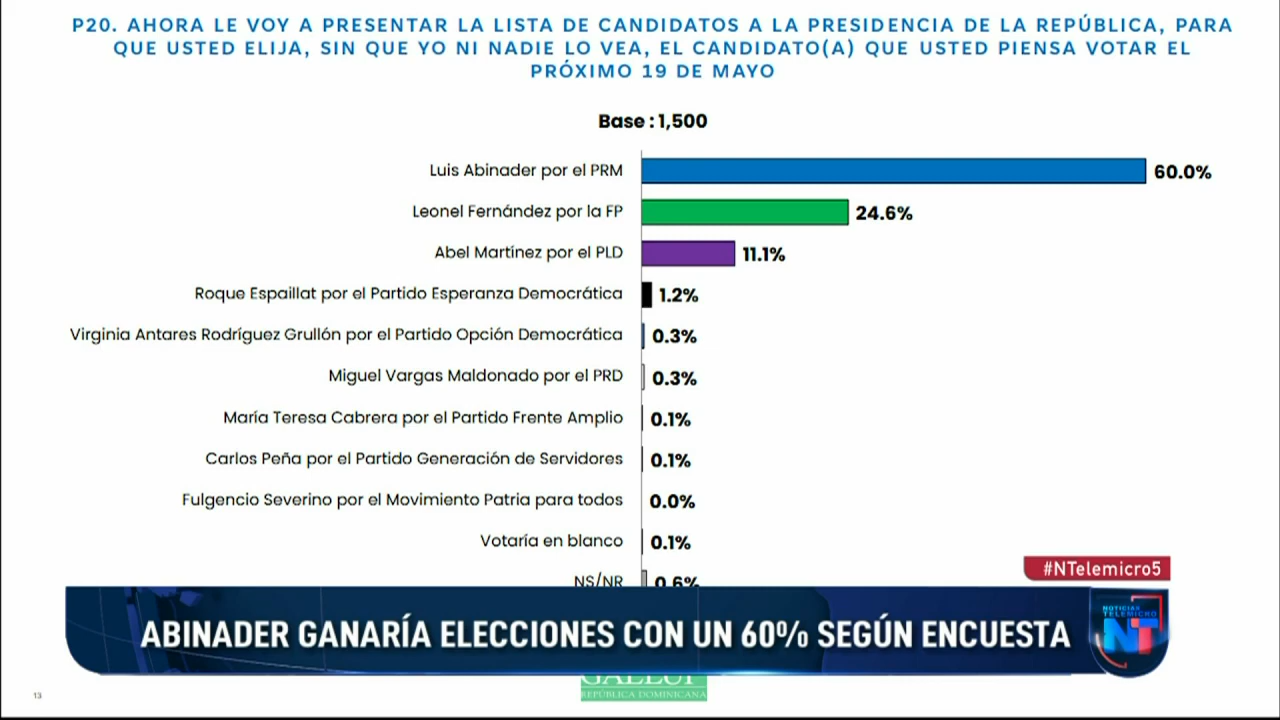 P20. AHORA LE VOY A PRESENTAR LA LISTA DE CANDIDATOS A LA PRESIDENCIA DE LA REPÚBLICA, PARA
QUE USTED ELIJA, SIN QUE YO NI NADIE LO VEA, EL CANDIDATO(A) QUE USTED PIENSA VOTAR EL
PRÓXIMO 19 DE MAYO
Base : 1,500
Luis Abinader por el PRM 60.0%
Leonel Fernández por la FP 24.6%
Abel Martínez por el PLD 11.1%
Roque Espaillat por el Partido Esperanza Democrática 1.2%
Virginia Antares Rodríguez Grullón por el Partido Opción Democrática 0.3%
Miguel Vargas Maldonado por el PRD 0.3%
María Teresa Cabrera por el Partido Frente Amplio 0.1%
Carlos Peña por el Partido Generación de Servidores 0.1%
Fulgencio Severino por el Movimiento Patria para todos 0.0%
Votaría en blanco 0.1%
NS/NR 0.6%
#NTelemicro5
ABINADER GANARÍA ELECCIONES CON UN 60% SEGÚN ENCUESTA
NOTICIAS
TELEMICRO
NT
GALLUP
REPÚBLICA DOMINICANA
13